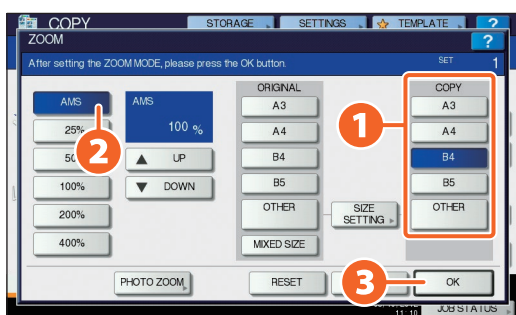 COPY
STORAGE
SETTINGS
TEMPLATE
?
ZOOM
?
After setting the ZOOM MODE, please press the OK button.
SET
1
AMS
25%
100%
200%
400%
AMS
100 %
UP
DOWN
ORIGINAL
A3
A4
B4
B5
OTHER
MIXED SIZE
SIZE
SETTING
COPY
A3
A4
B4
B5
OTHER
1
2
3
PHOTO ZOOM
RESET
OK
11:10
JOB STATUS